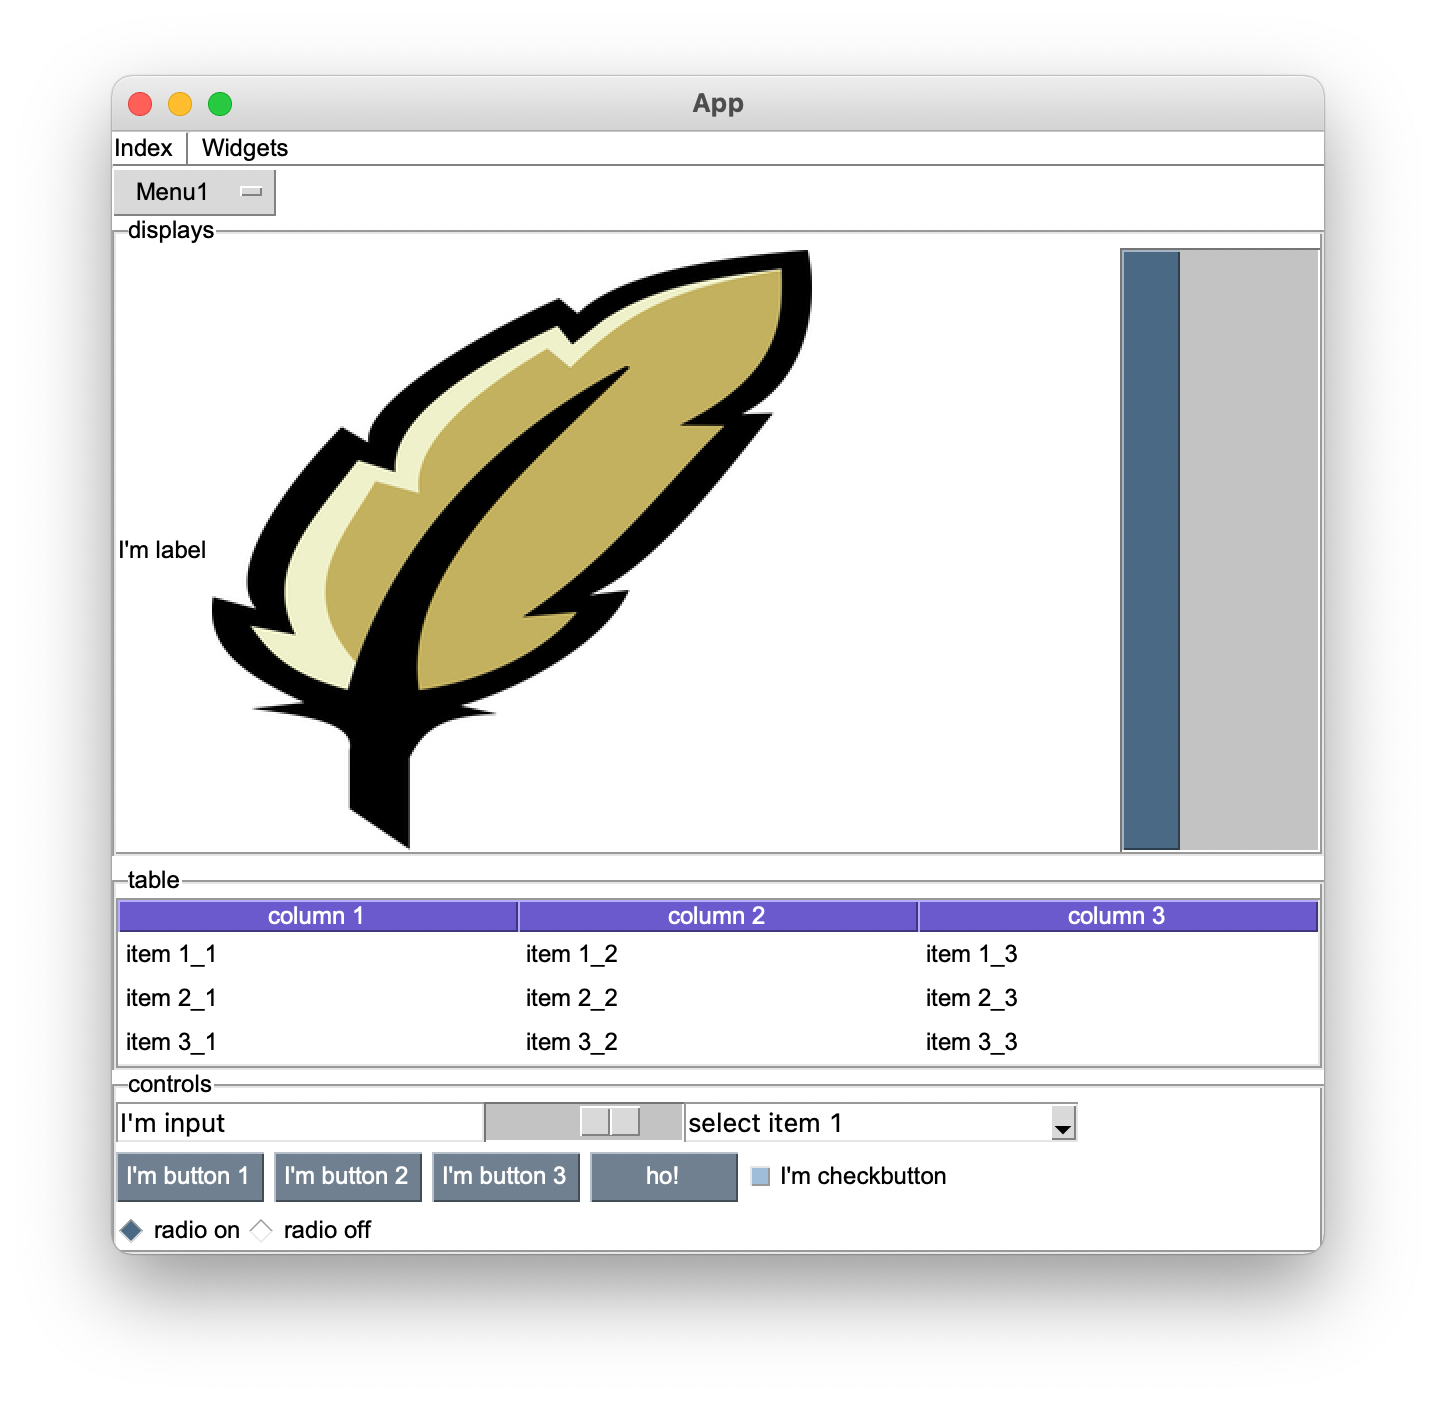 App
Index Widgets
Menu1
displays
I'm label
table
column 1 column 2 column 3
item 1_1 item 1_2 item 1_3
item 2_1 item 2_2 item 2_3
item 3_1 item 3_2 item 3_3
controls
I'm input select item 1
I'm button 1 I'm button 2 I'm button 3 ho! I'm checkbutton
radio on radio off